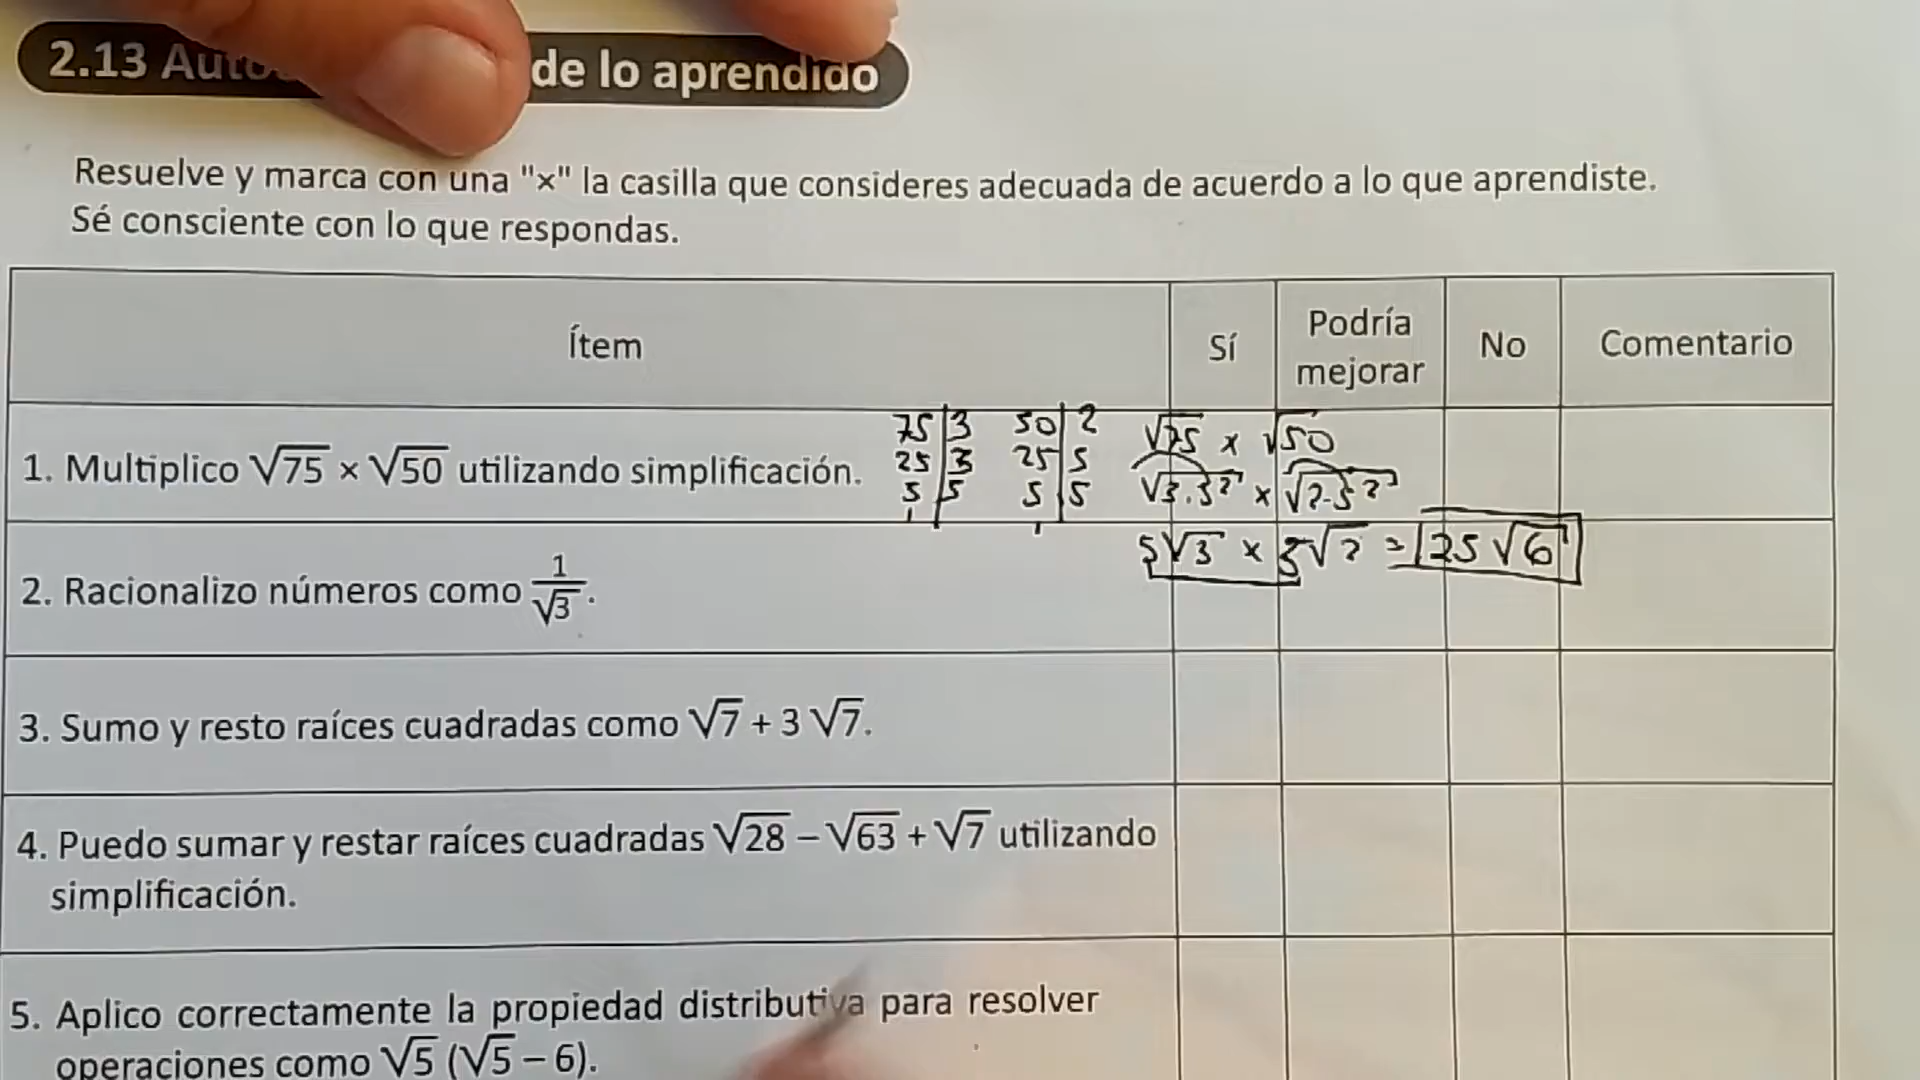 2.13 de lo aprendido
Resuelve y marca con una "×" la casilla que consideres adecuada de acuerdo a lo que aprendiste.
Sé consciente con lo que respondas.
Ítem
Sí
Podría
mejorar
No
Comentario
1. Multiplico √75 × √50 utilizando simplificación.
75 | 3
25 | 5
5 | 5
1
50 | 2
25 | 5
5 | 5
1
√75 × √50
√3·5² × √2·5²
5√3 × 5√2 = 25√6
2. Racionalizo números como 1/√3.
3. Sumo y resto raíces cuadradas como √7 + 3√7.
4. Puedo sumar y restar raíces cuadradas √28 – √63 + √7 utilizando
simplificación.
5. Aplico correctamente la propiedad distributiva para resolver
operaciones como √5 (√5 – 6).